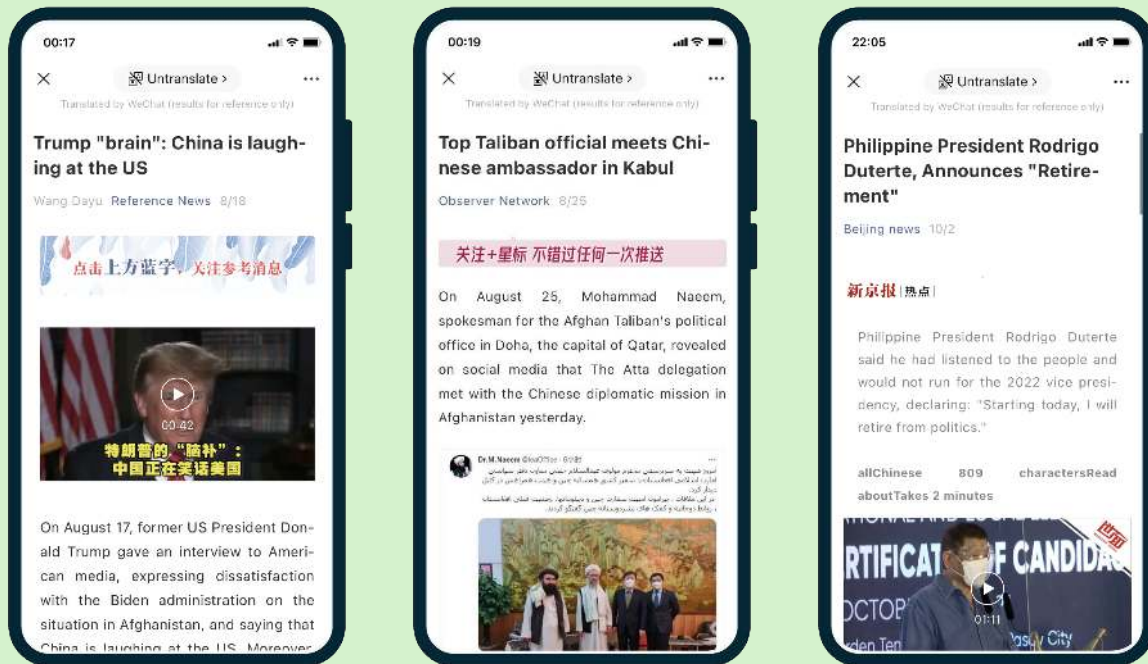 00:17
Untranslate >
Translated by WeChat (results for reference only)
Trump "brain": China is laugh-
ing at the US
Wang Dayu Reference News 8/18
点击上方蓝字，关注参考消息
00:42
特朗普的“脑补”：
中国正在笑话美国
On August 17, former US President Don-
ald Trump gave an interview to Ameri-
can media, expressing dissatisfaction
with the Biden administration on the
situation in Afghanistan, and saying that
China is laughing at the US. Moreover,
00:19
Untranslate >
Translated by WeChat (results for reference only)
Top Taliban official meets Chi-
nese ambassador in Kabul
Observer Network 8/25
关注+星标 不错过任何一次推送
On August 25, Mohammad Naeem,
spokesman for the Afghan Taliban's political
office in Doha, the capital of Qatar, revealed
on social media that The Atta delegation
met with the Chinese diplomatic mission in
Afghanistan yesterday.
Dr.M.Naeem
22:05
Untranslate >
Translated by WeChat (results for reference only)
Philippine President Rodrigo
Duterte, Announces "Retire-
ment"
Beijing news 10/2
新京报 |热点|
Philippine President Rodrigo Duterte
said he had listened to the people and
would not run for the 2022 vice presi-
dency, declaring: "Starting today, I will
retire from politics."
allChinese 809 charactersRead
aboutTakes 2 minutes
世面
RTIFICAT OF CANDIDA
OCTOB
01:11
City